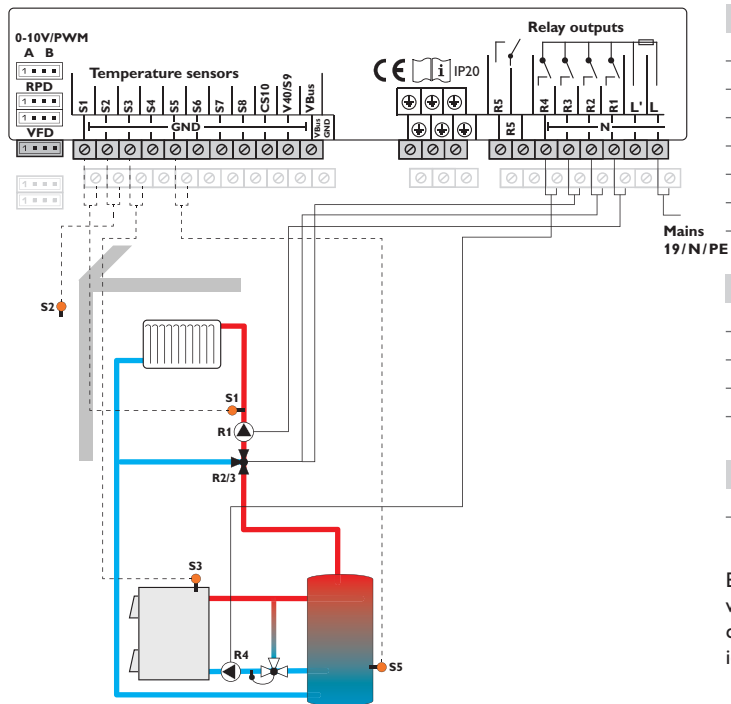 0-10V/PWM
A B
RPD
VFD
Temperature sensors
S1 S2 S3 S4 S5 S6 S7 S8 CS10 V40/S9 VBus
GND
VBus GND
CE i IP20
Relay outputs
R5 R5 R4 R3 R2 R1 L' L
N
Mains
19/N/PE
S2
S1
R1
R2/3
S3
R4
S5